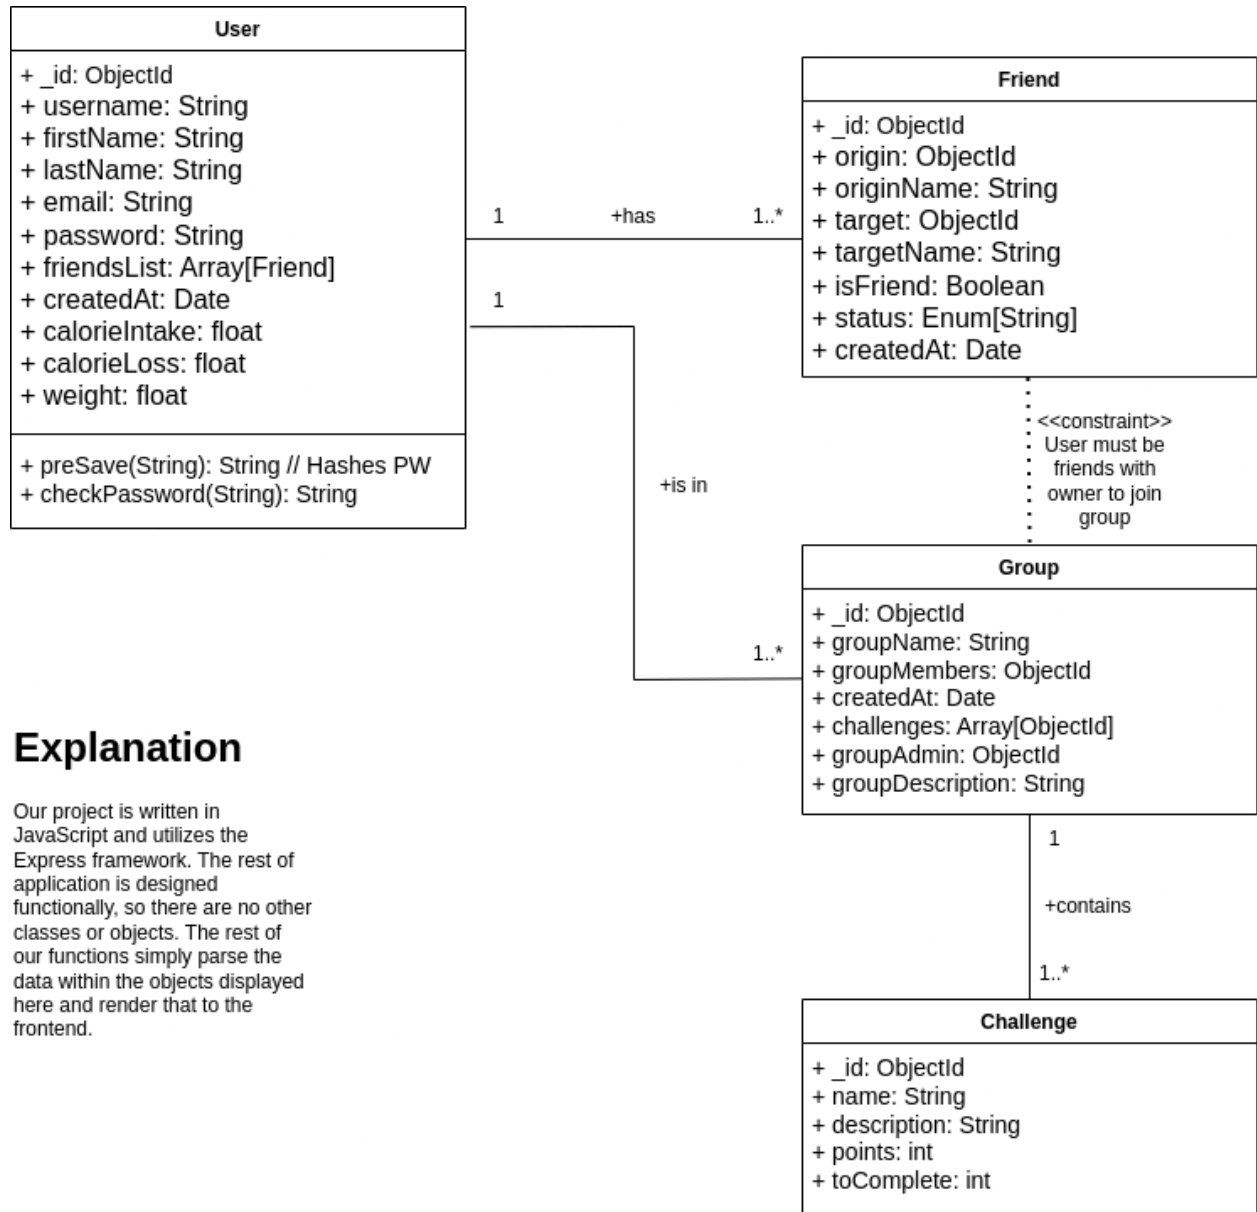 User
+ _id: ObjectId
+ username: String
+ firstName: String
+ lastName: String
+ email: String
+ password: String
+ friendsList: Array[Friend]
+ createdAt: Date
+ calorieIntake: float
+ calorieLoss: float
+ weight: float
+ preSave(String): String // Hashes PW
+ checkPassword(String): String
1
+has
1..*
1
+is in
1..*
Friend
+ _id: ObjectId
+ origin: ObjectId
+ originName: String
+ target: ObjectId
+ targetName: String
+ isFriend: Boolean
+ status: Enum[String]
+ createdAt: Date
<<constraint>>
User must be
friends with
owner to join
group
Group
+ _id: ObjectId
+ groupName: String
+ groupMembers: ObjectId
+ createdAt: Date
+ challenges: Array[ObjectId]
+ groupAdmin: ObjectId
+ groupDescription: String
1
+contains
1..*
Challenge
+ _id: ObjectId
+ name: String
+ description: String
+ points: int
+ toComplete: int
Explanation
Our project is written in
JavaScript and utilizes the
Express framework. The rest of
application is designed
functionally, so there are no other
classes or objects. The rest of
our functions simply parse the
data within the objects displayed
here and render that to the
frontend.